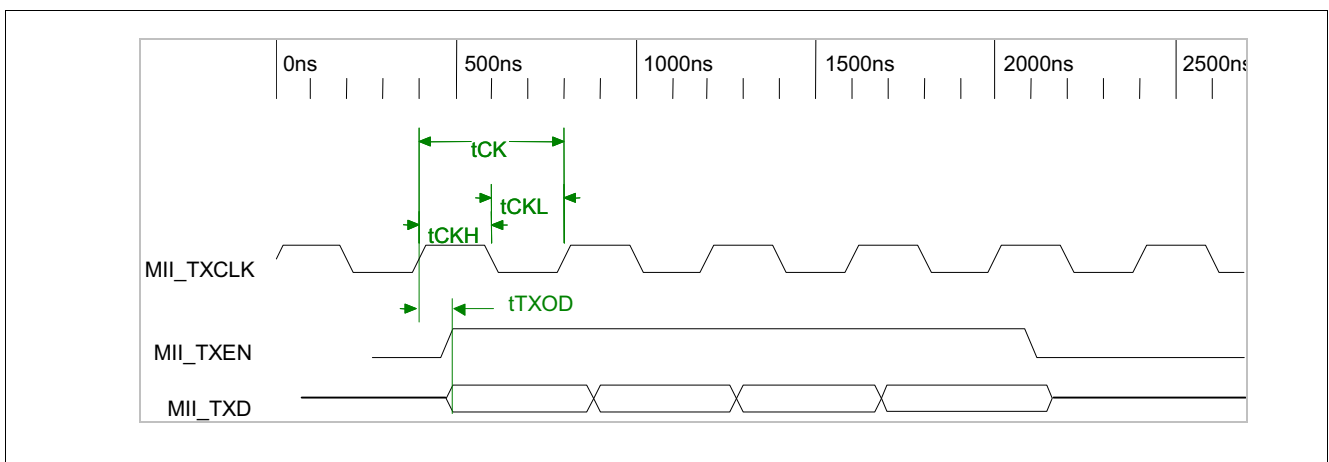 0ns 500ns 1000ns 1500ns 2000ns 2500ns
tCK
tCKL
tCKH
MII_TXCLK
tTXOD
MII_TXEN
MII_TXD